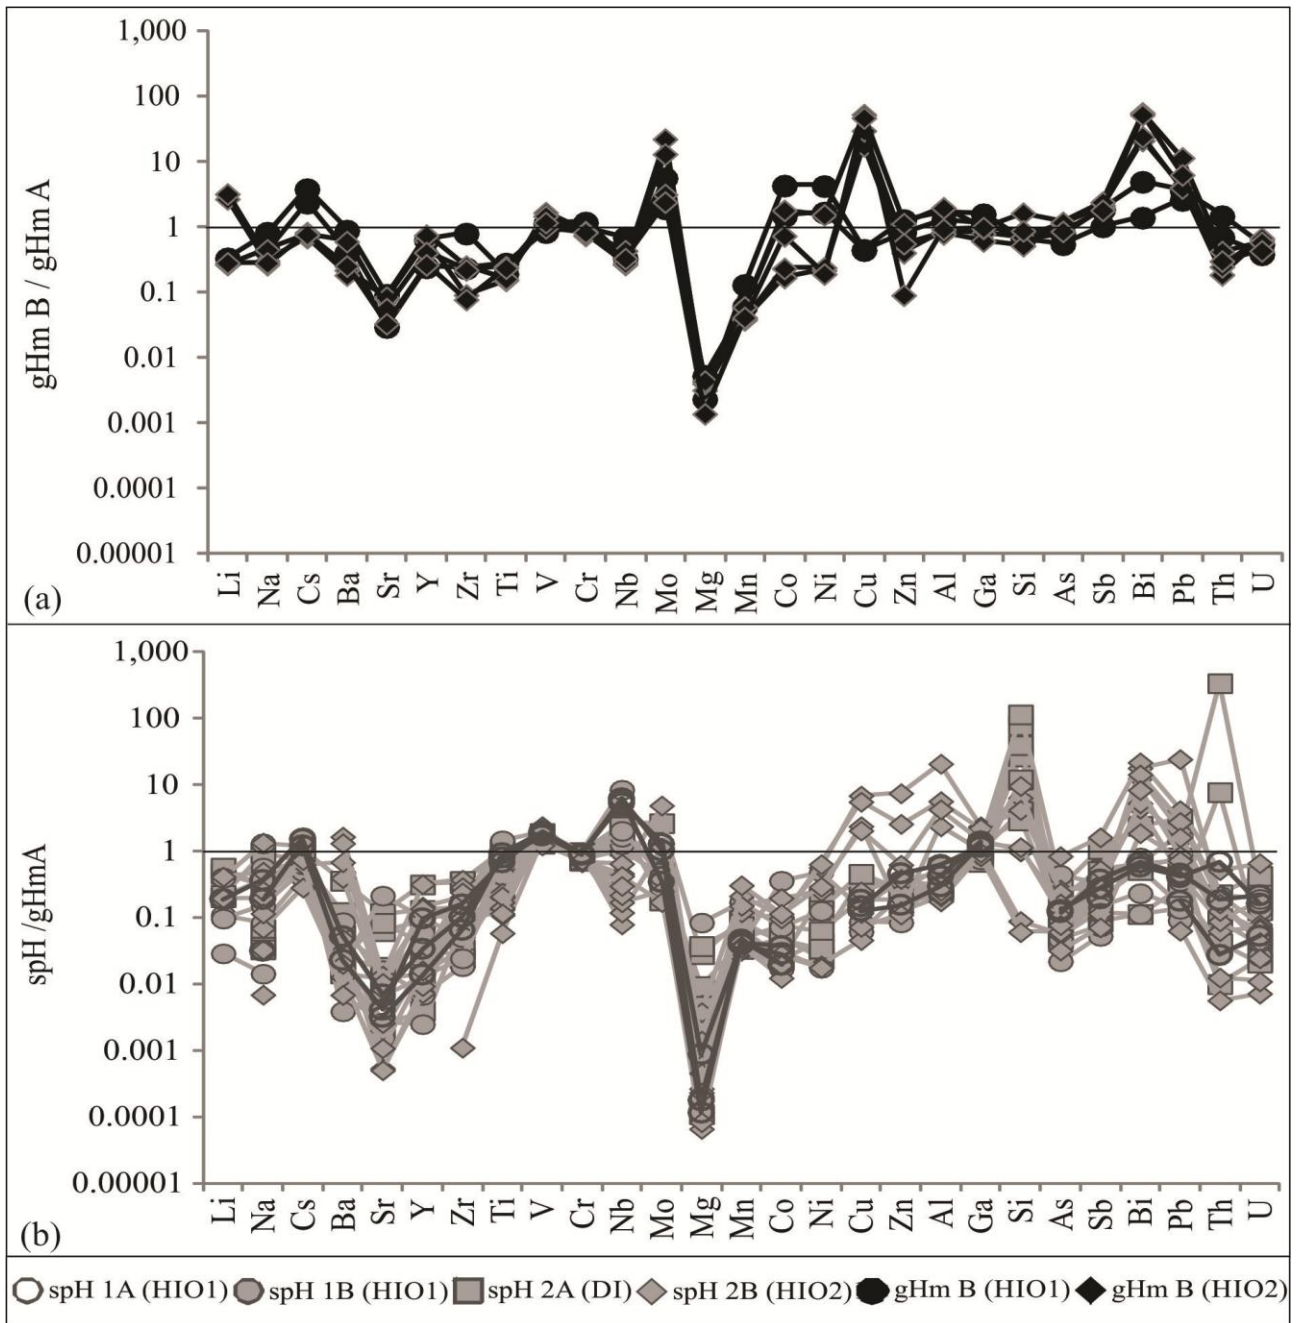 1,000
100
10
1
0.1
0.01
0.001
0.0001
0.00001
gHm B / gHm A
Li Na Cs Ba Sr Y Zr Ti V Cr Nb Mo Mg Mn Co Ni Cu Zn Al Ga Si As Sb Bi Pb Th U
(a)
1,000
100
10
1
0.1
0.01
0.001
0.0001
0.00001
spH /gHmA
Li Na Cs Ba Sr Y Zr Ti V Cr Nb Mo Mg Mn Co Ni Cu Zn Al Ga Si As Sb Bi Pb Th U
(b)
spH 1A (HIO1) spH 1B (HIO1) spH 2A (DI) spH 2B (HIO2) gHm B (HIO1) gHm B (HIO2)